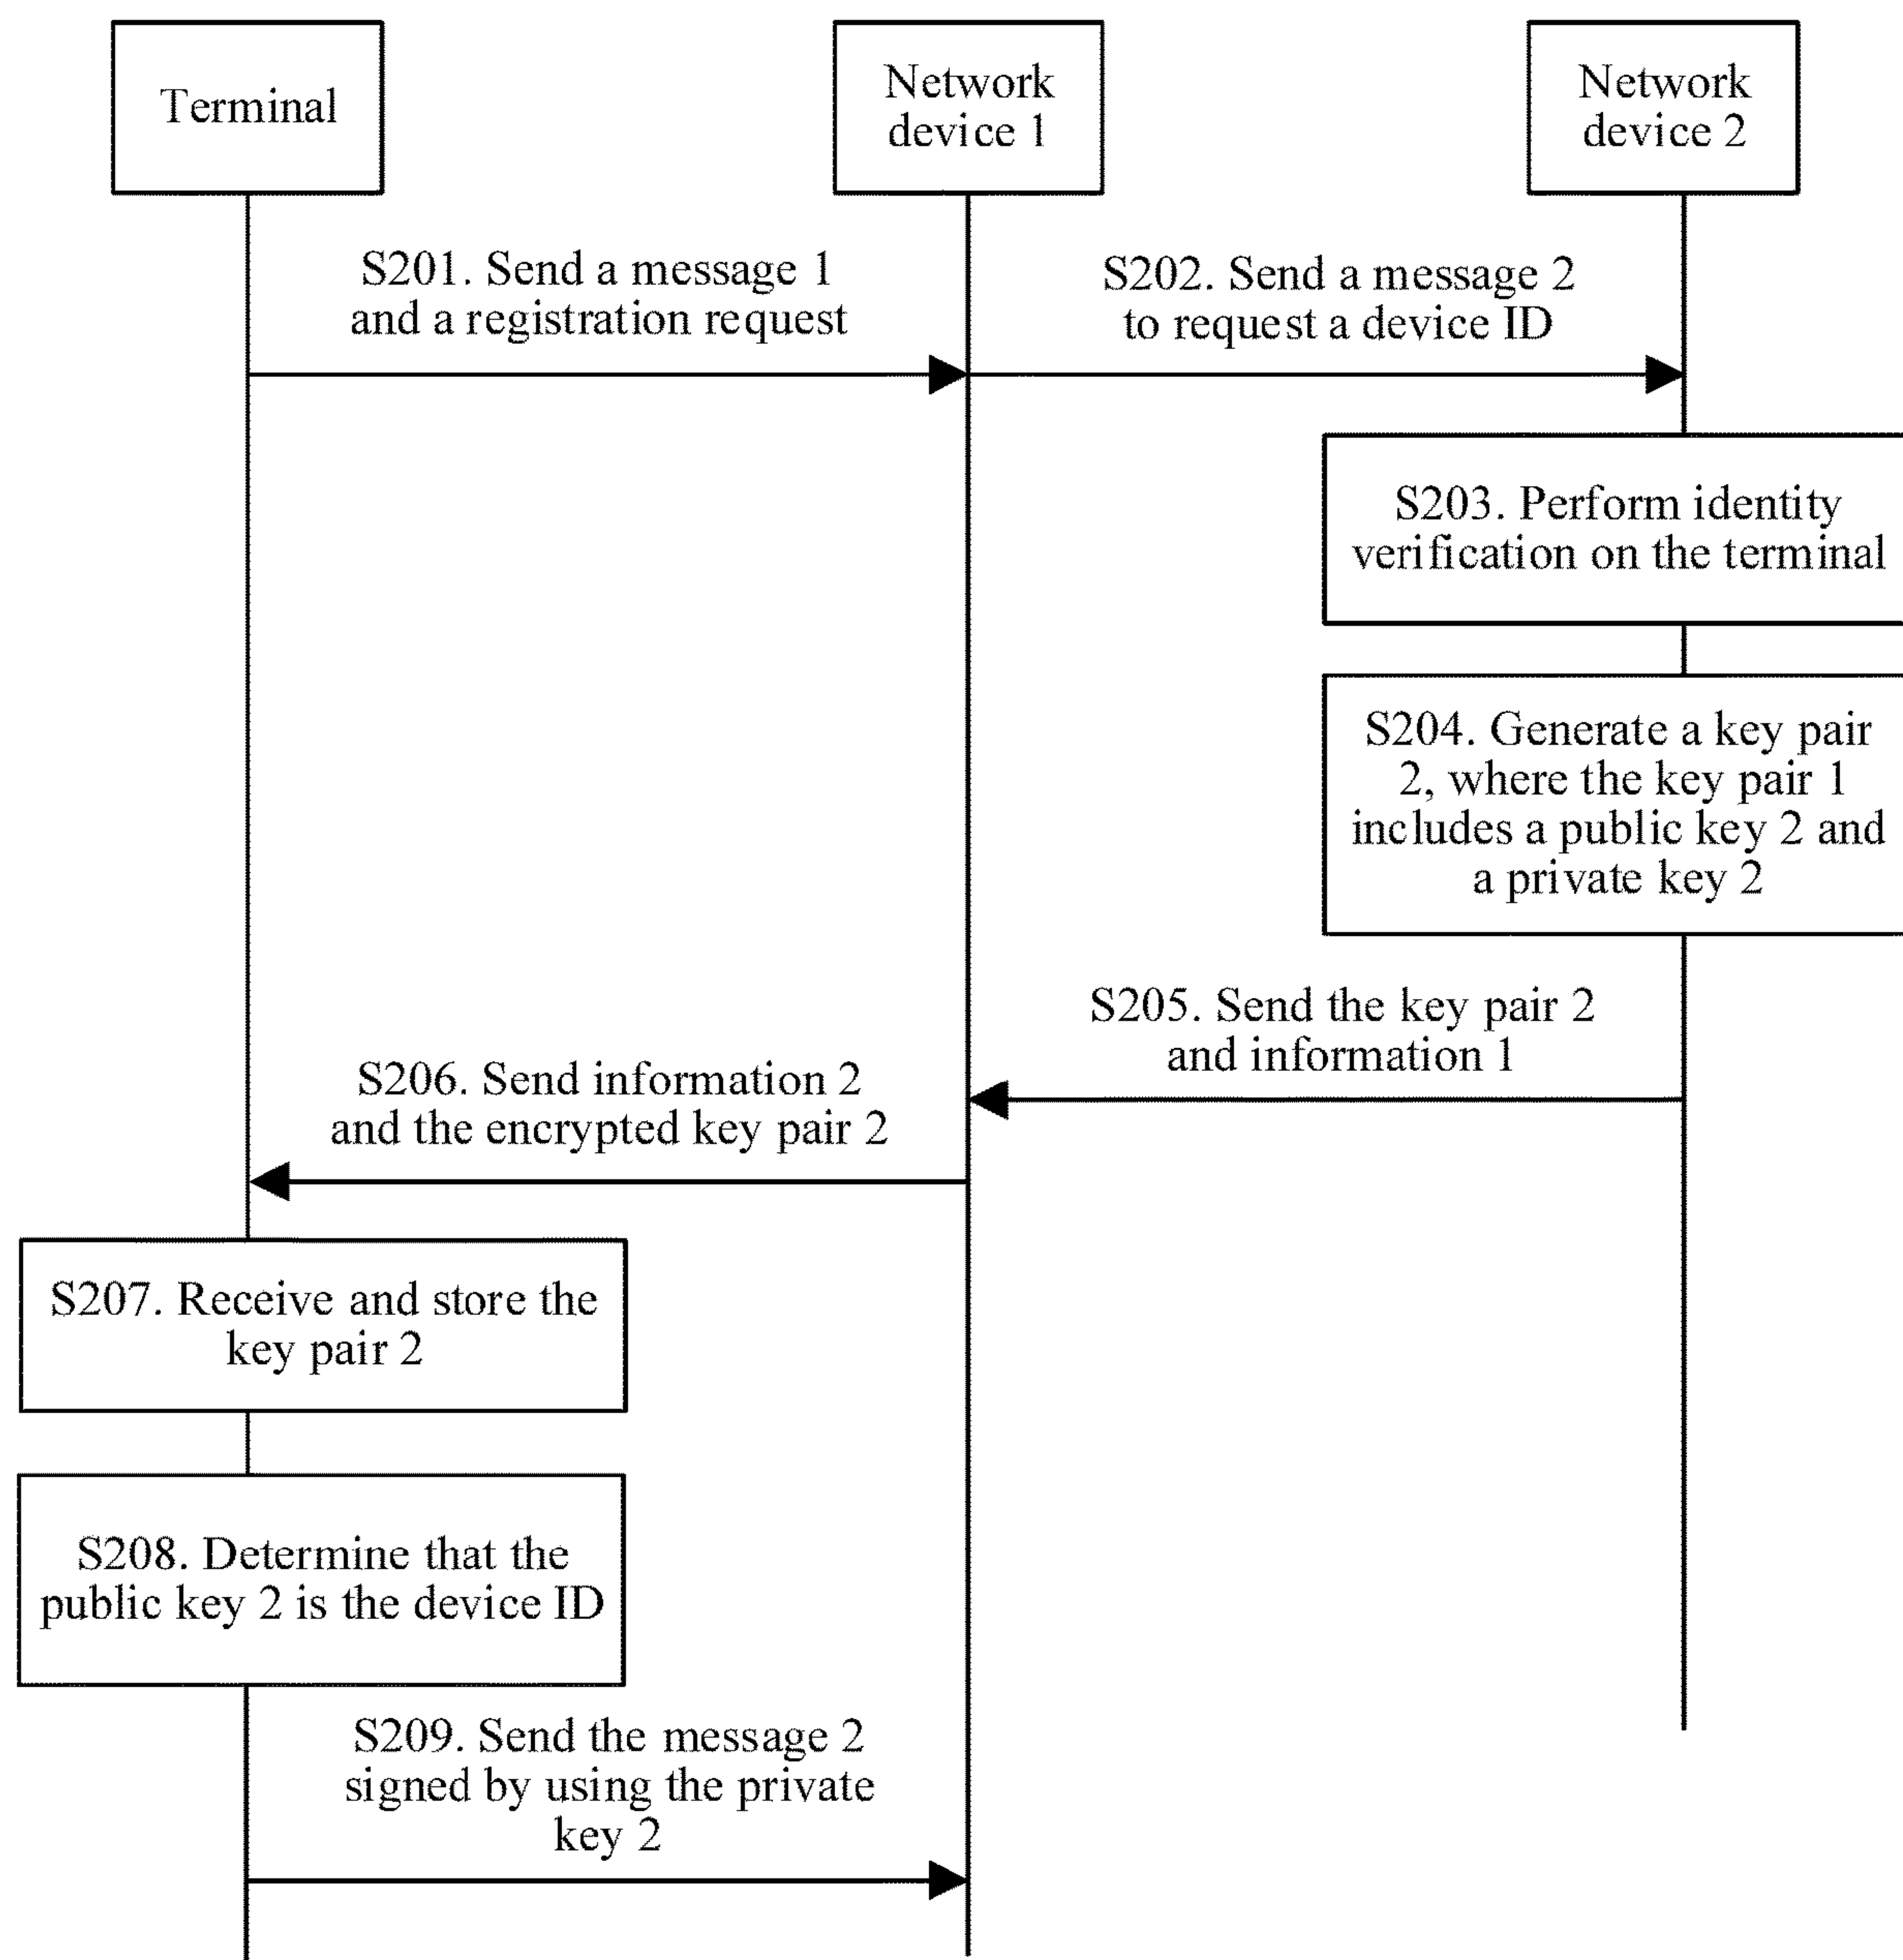 Terminal
Network
device 1
Network
device 2
S201. Send a message 1
and a registration request
S202. Send a message 2
to request a device ID
S203. Perform identity
verification on the terminal
S204. Generate a key pair
2, where the key pair 1
includes a public key 2 and
a private key 2
S205. Send the key pair 2
and information 1
S206. Send information 2
and the encrypted key pair 2
S207. Receive and store the
key pair 2
S208. Determine that the
public key 2 is the device ID
S209. Send the message 2
signed by using the private
key 2